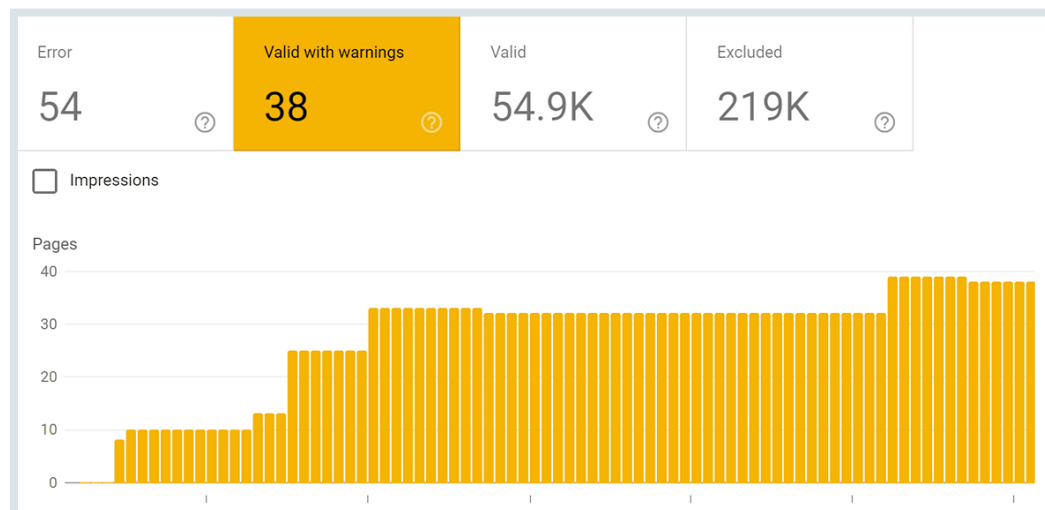 Error
Valid with warnings
Valid
Excluded
54
38
54.9K
219K
Impressions
Pages
40
30
20
10
0